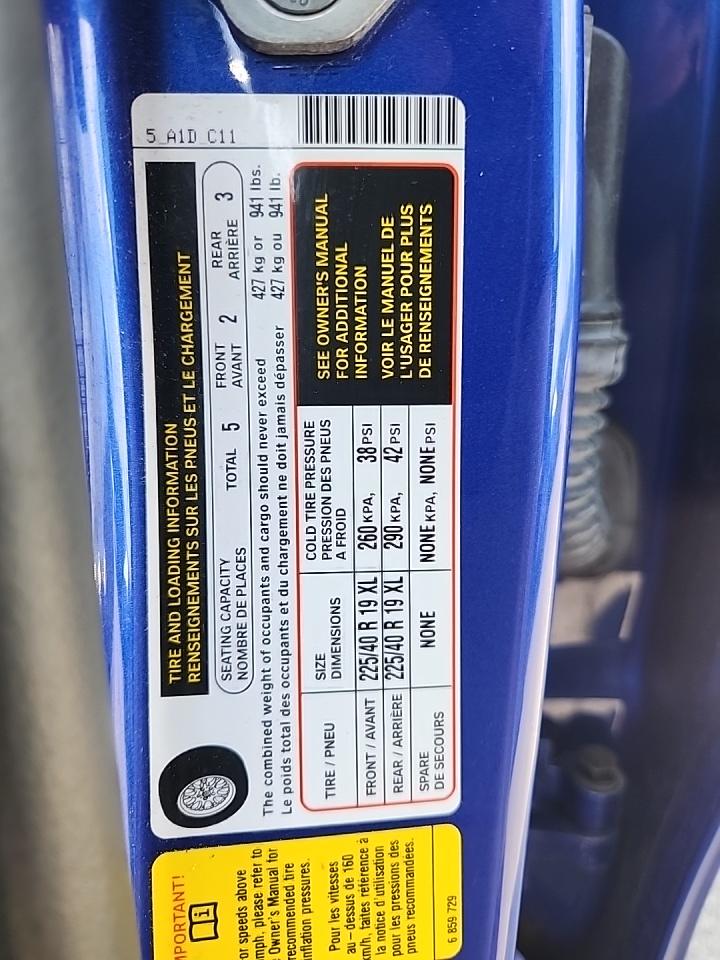 5_A1D_C11
TIRE AND LOADING INFORMATION
RENSEIGNEMENTS SUR LES PNEUS ET LE CHARGEMENT
SEATING CAPACITY
NOMBRE DE PLACES
TOTAL 5
FRONT
AVANT 2
REAR
ARRIÈRE 3
The combined weight of occupants and cargo should never exceed 427 kg or 941 lbs.
Le poids total des occupants et du chargement ne doit jamais dépasser 427 kg ou 941 lb.
TIRE / PNEU
SIZE
DIMENSIONS
COLD TIRE PRESSURE
PRESSION DES PNEUS
A FROID
FRONT / AVANT 225/40 R 19 XL 260 KPA, 38 PSI
REAR / ARRIÈRE 225/40 R 19 XL 290 KPA, 42 PSI
SPARE
DE SECOURS
NONE NONE KPA, NONE PSI
SEE OWNER'S MANUAL
FOR ADDITIONAL
INFORMATION
VOIR LE MANUEL DE
L'USAGER POUR PLUS
DE RENSEIGNEMENTS
MPORTANT!
or speeds above
mph, please refer to
Owner's Manual for
recommended tire
nflation pressures.
Pour les vitesses
au – dessus de 160
km/h, faites référence à
la notice d'utilisation
pour les pressions des
pneus recommandées.
6 859 729